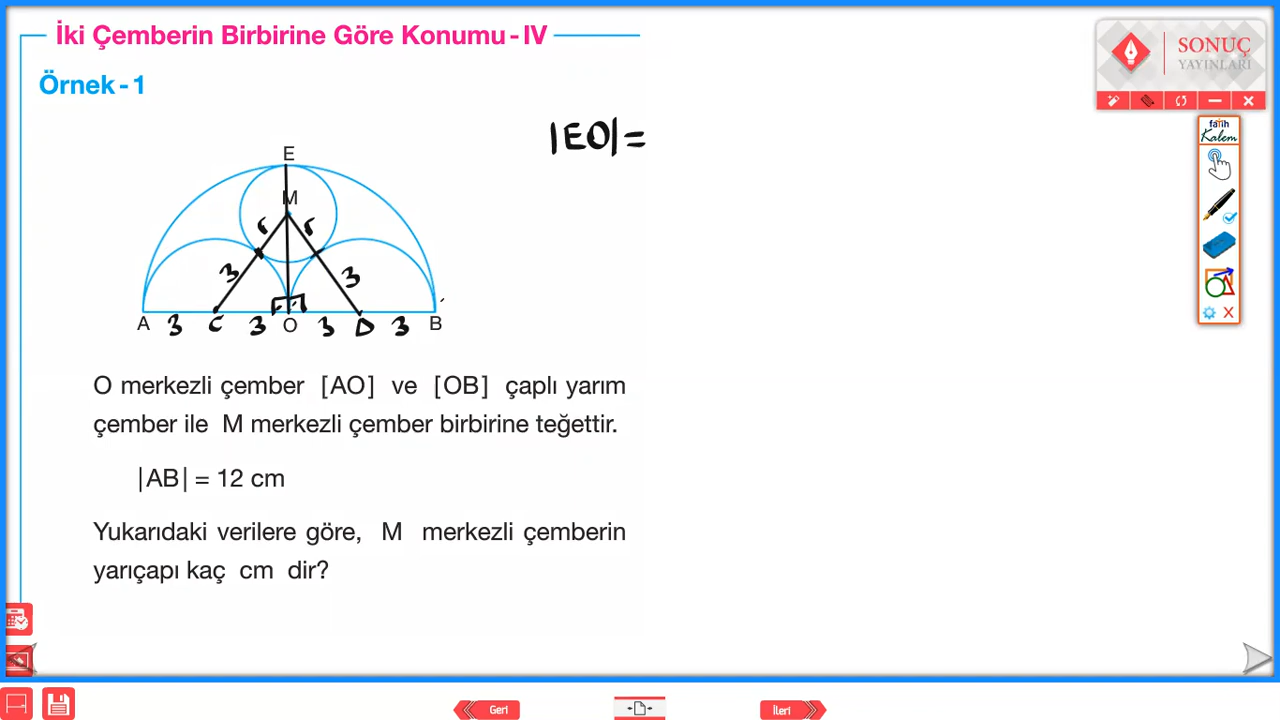 İki Çemberin Birbirine Göre Konumu - IV
SONUÇ
YAYINLARI
Örnek - 1
fatih
Kalem
|EO| =
E
M
r r
3 3
A 3 C 3 O 3 D 3 B
O merkezli çember [AO] ve [OB] çaplı yarım
çember ile M merkezli çember birbirine teğettir.
|AB| = 12 cm
Yukarıdaki verilere göre, M merkezli çemberin
yarıçapı kaç cm dir?
Geri
İleri